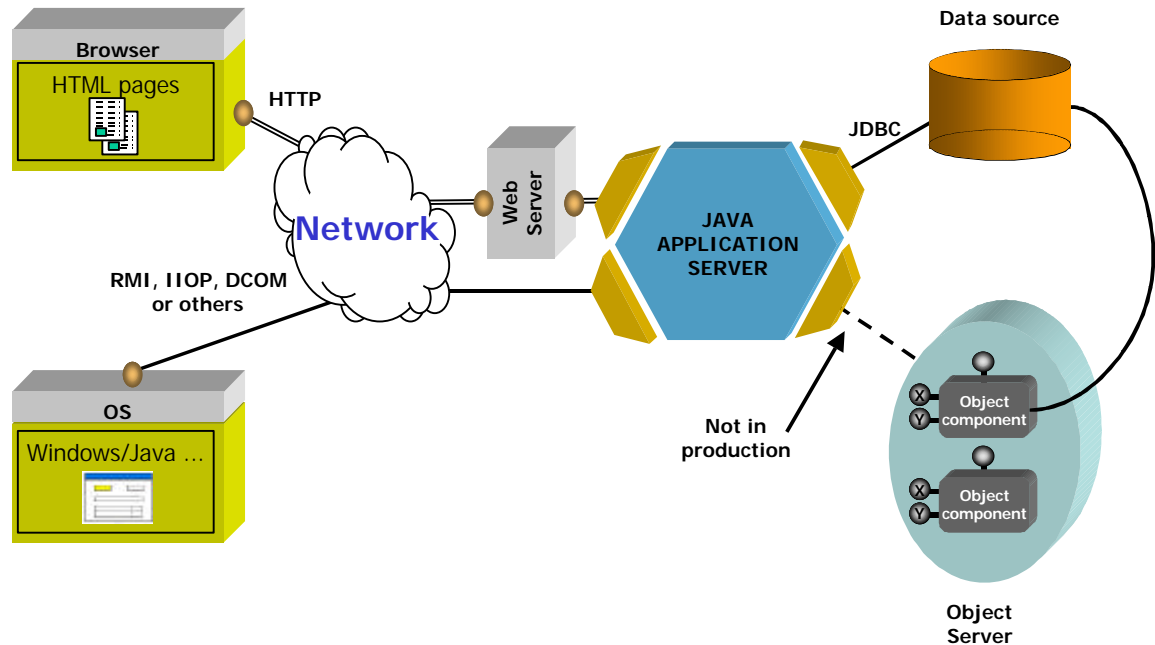 Data source
Browser
HTML pages
HTTP
JDBC
Web
Server
JAVA
APPLICATION
SERVER
Network
RMI, IIOP, DCOM
or others
OS
Windows/Java ...
Not in
production
X
Y
Object
component
X
Y
Object
component
Object
Server